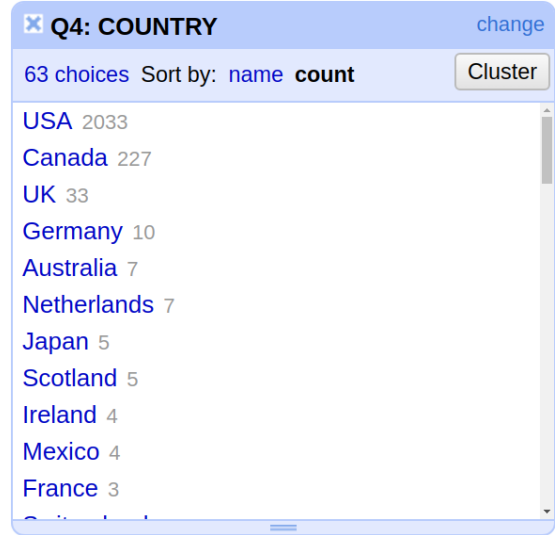 Q4: COUNTRY change
63 choices Sort by: name count Cluster
USA 2033
Canada 227
UK 33
Germany 10
Australia 7
Netherlands 7
Japan 5
Scotland 5
Ireland 4
Mexico 4
France 3